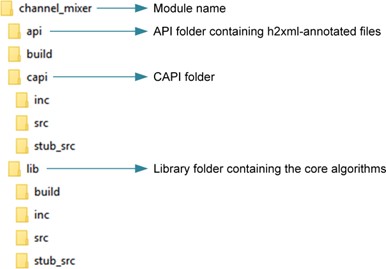 channel_mixer Module name
api API folder containing h2xml-annotated files
build
capi CAPI folder
inc
src
stub_src
lib Library folder containing the core algorithms
build
inc
src
stub_src